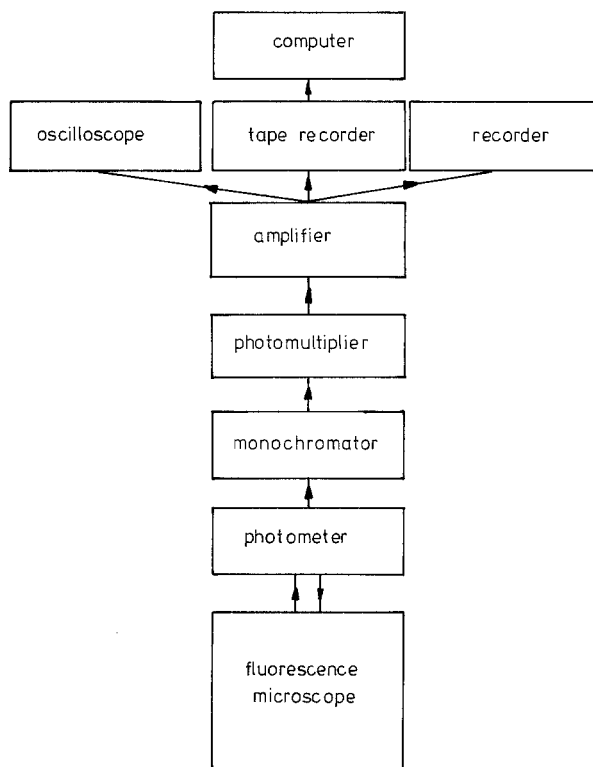 computer
oscilloscope
tape recorder
recorder
amplifier
photomultiplier
monochromator
photometer
fluorescence
microscope